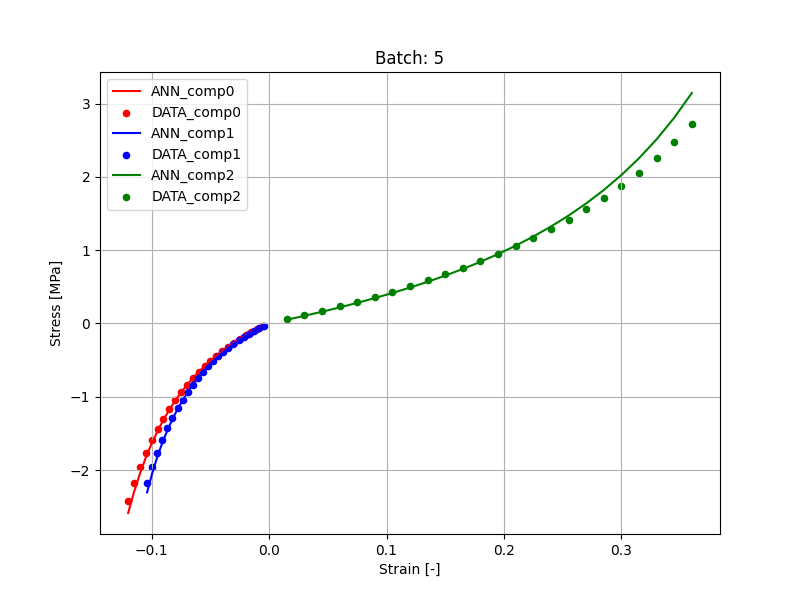 Batch: 5
ANN_comp0
DATA_comp0
ANN_comp1
DATA_comp1
ANN_comp2
DATA_comp2
3
2
1
0
−1
−2
Stress [MPa]
−0.1
0.0
0.1
0.2
0.3
Strain [-]